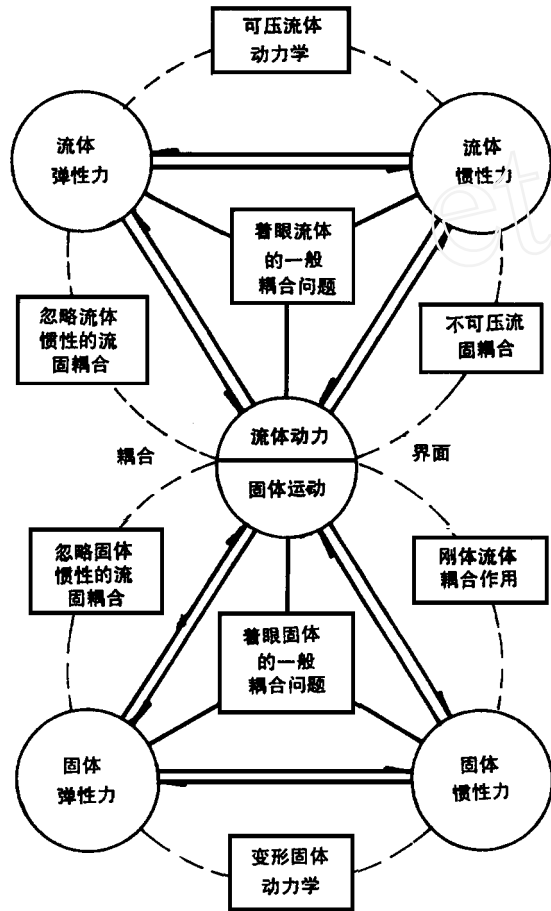 可压流体
动力学
流体
弹性力
流体
惯性力
着眼流体
的一般
耦合问题
忽略流体
惯性的流
固耦合
不可压流
固耦合
流体动力
耦合
界面
固体运动
忽略固体
惯性的流
固耦合
刚体流体
耦合作用
着眼固体
的一般
耦合问题
固体
弹性力
固体
惯性力
变形固体
动力学
et